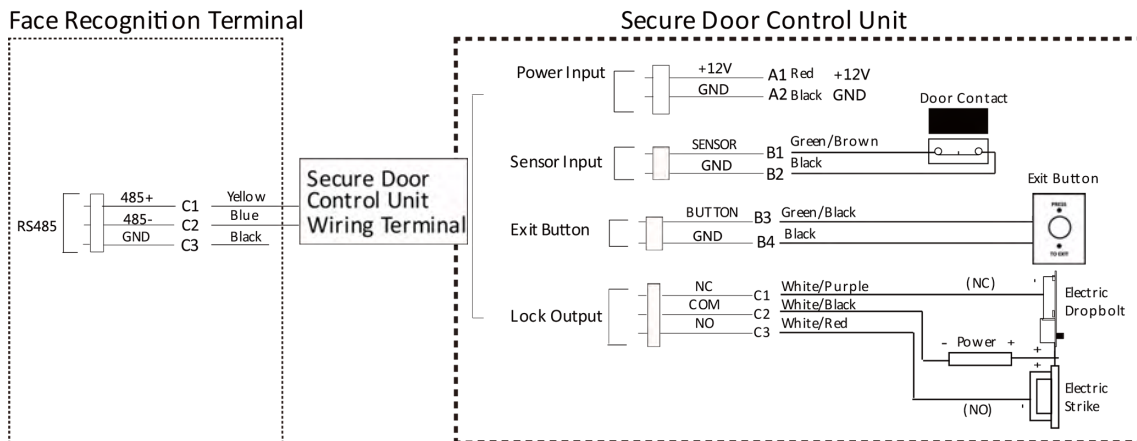 Face Recognition Terminal
Secure Door Control Unit
Power Input
+12V
A1 Red +12V
GND
A2 Black GND
Door Contact
Sensor Input
SENSOR
B1
Green/Brown
GND
B2
Black
Exit Button
Exit Button
BUTTON
B3
Green/Black
GND
B4
Black
PRESS
TO EXIT
RS485
485+
C1
Yellow
485-
C2
Blue
GND
C3
Black
Secure Door
Control Unit
Wiring Terminal
Lock Output
NC
C1
White/Purple
(NC)
-
COM
C2
White/Black
NO
C3
White/Red
Electric
Dropbolt
- Power +
+
+
(NO)
-
Electric
Strike